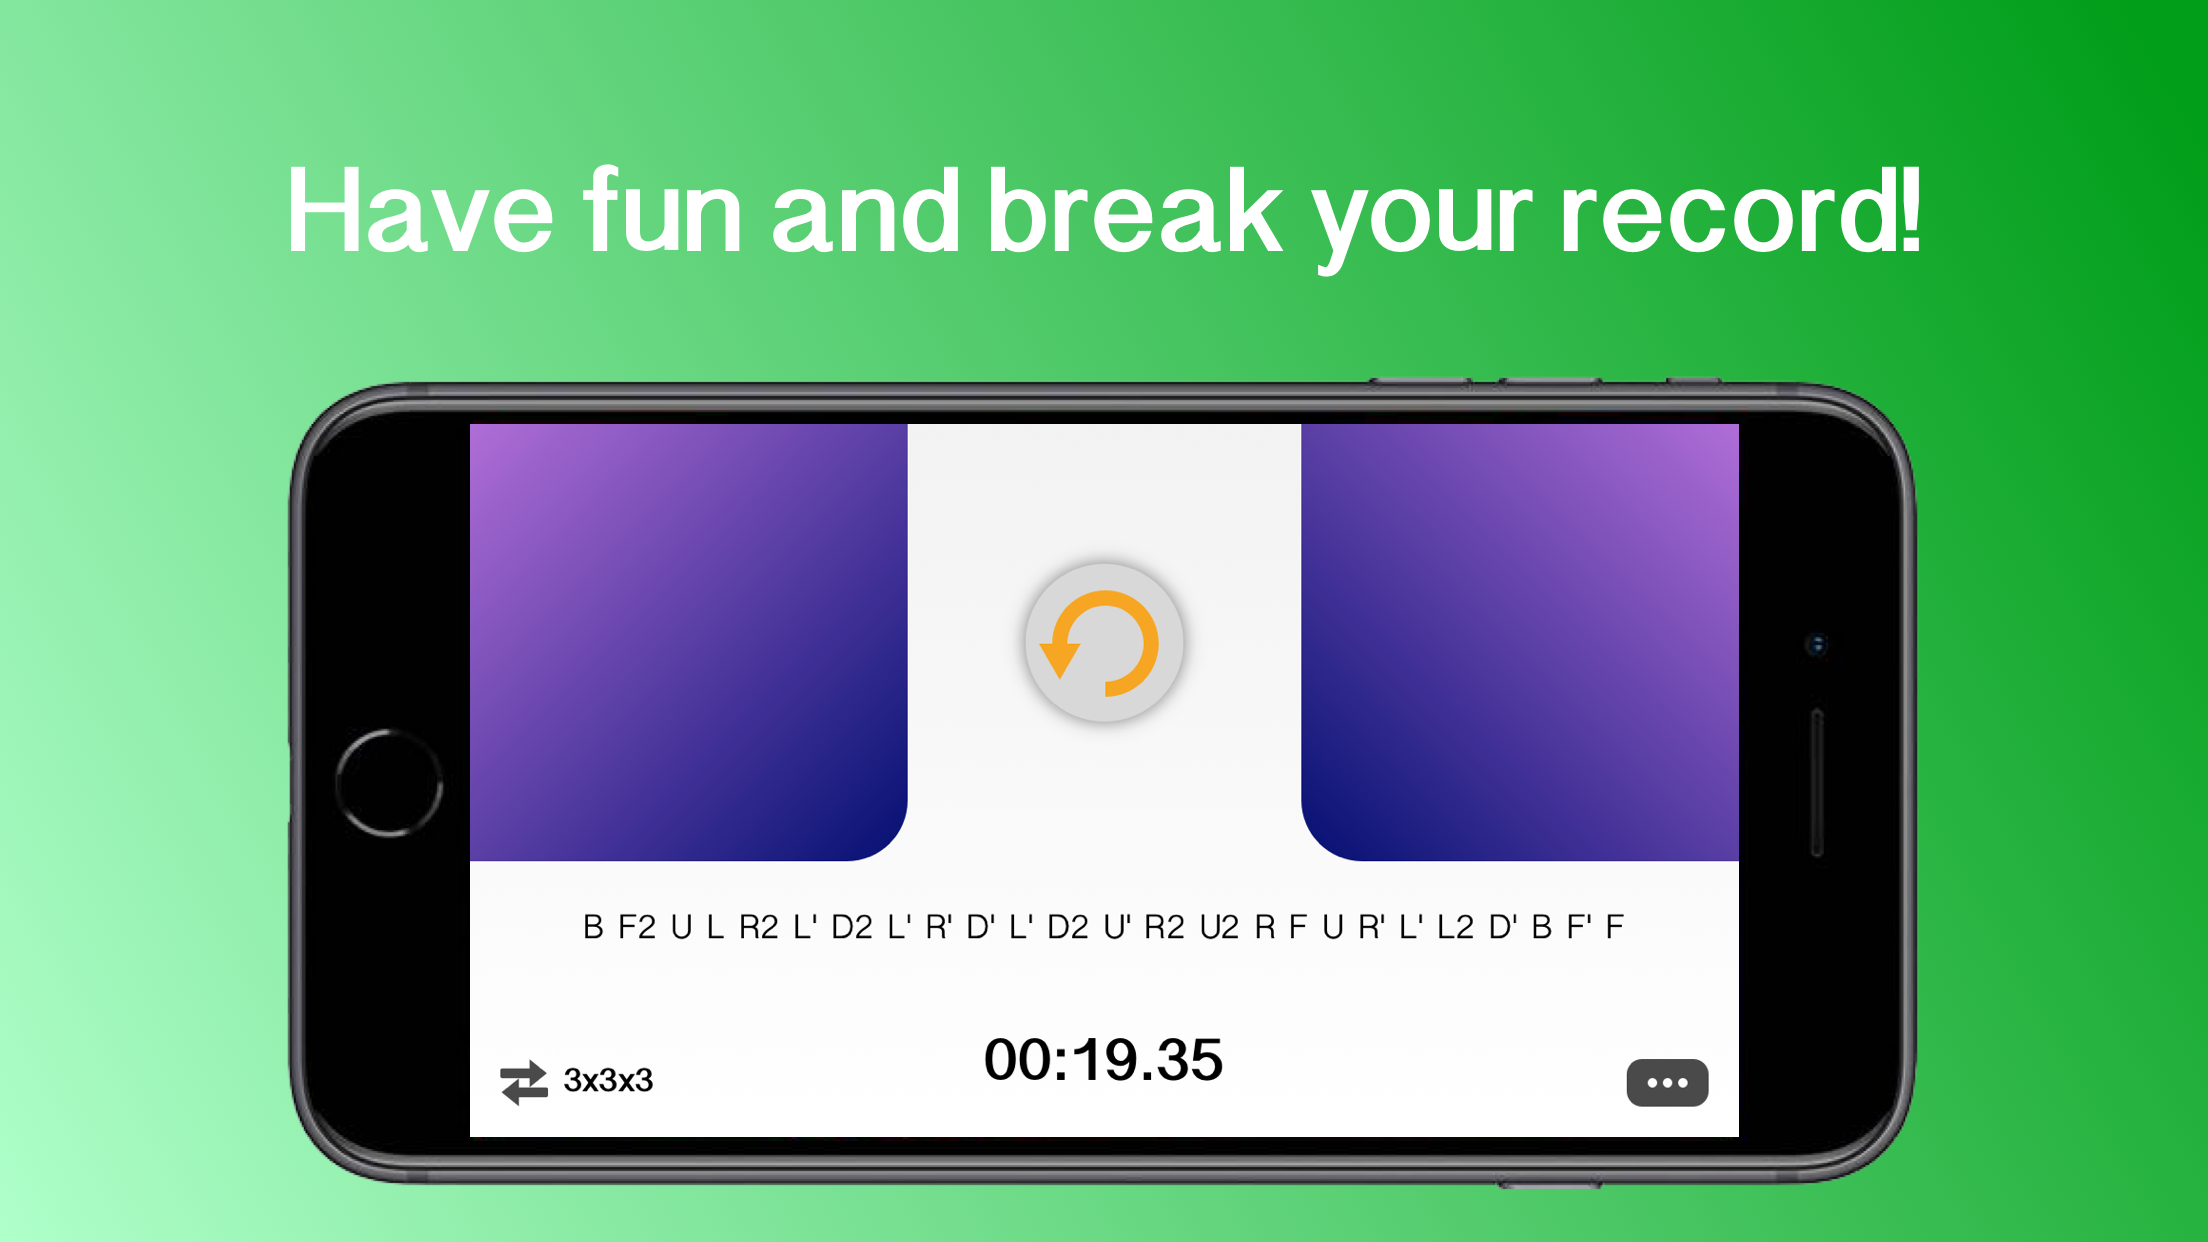 Have fun and break your record!
B F2 U L R2 L' D2 L' R' D' L' D2 U' R2 U2 R F U R' L' L2 D' B F' F
3x3x3
00:19.35